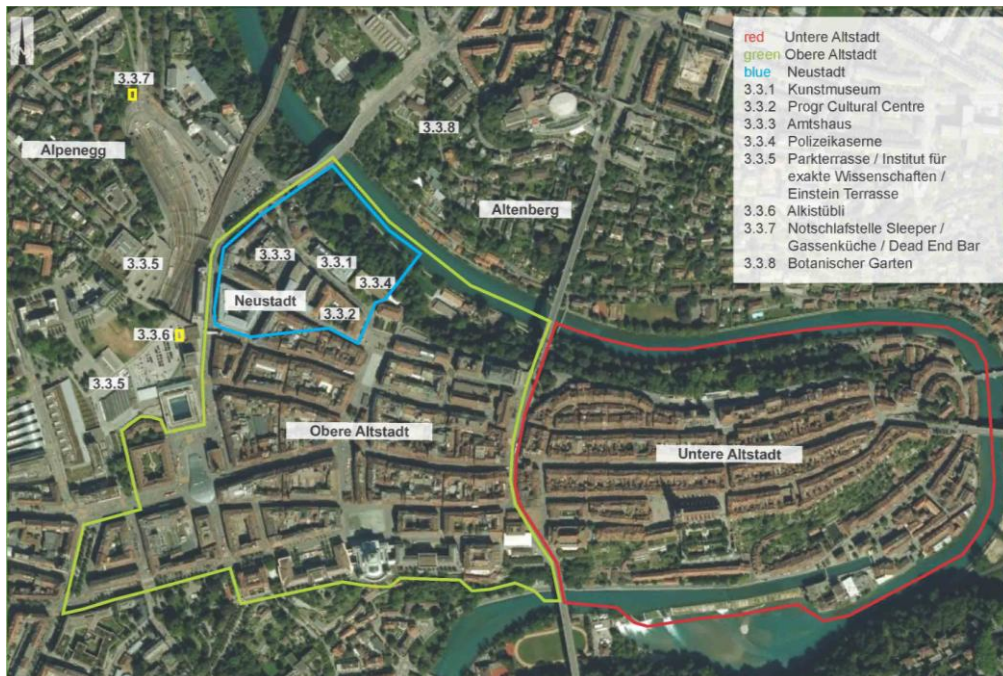 N
red Untere Altstadt
green Obere Altstadt
blue Neustadt
3.3.1 Kunstmuseum
3.3.2 Progr Cultural Centre
3.3.3 Amtshaus
3.3.4 Polizeikaserne
3.3.5 Parkterrasse / Institut für
exakte Wissenschaften /
Einstein Terrasse
3.3.6 Alkistübli
3.3.7 Notschlafstelle Sleeper /
Gassenküche / Dead End Bar
3.3.8 Botanischer Garten
3.3.7
3.3.8
Alpenegg
Altenberg
3.3.3
3.3.1
3.3.5
3.3.4
Neustadt
3.3.2
3.3.6
3.3.5
Obere Altstadt
Untere Altstadt